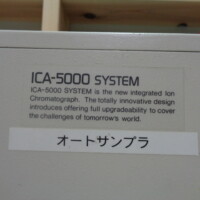 ICA-5000 SYSTEM
ICA-5000 SYSTEM is the new integrated Ion
Chromatograph. The totally innovative design
introduces offering full upgradeability to cover
the challenges of tomorrow's world.
オートサンプラ